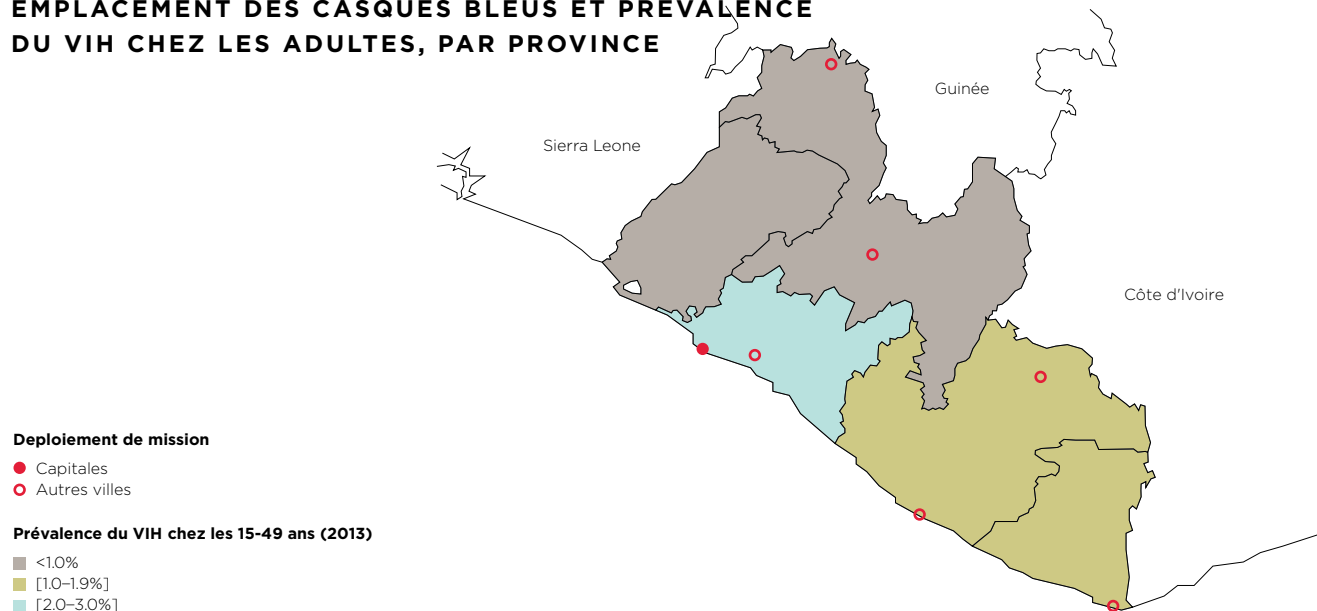 EMPLACEMENT DES CASQUES BLEUS ET PRÉVALENCE
DU VIH CHEZ LES ADULTES, PAR PROVINCE
Guinée
Sierra Leone
Côte d'Ivoire
Deploiement de mission
Capitales
Autres villes
Prévalence du VIH chez les 15-49 ans (2013)
<1.0%
[1.0–1.9%]
[2.0–3.0%]